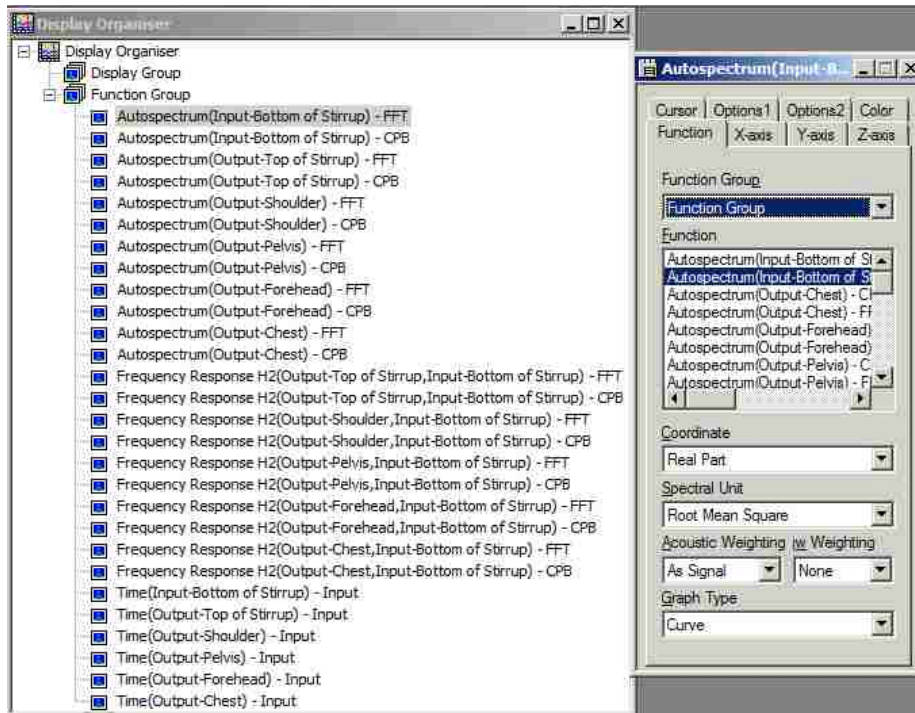 Display Organiser
Display Organiser
Display Group
Function Group
Autospectrum(Input-Bottom of Stirrup) - FFT
Autospectrum(Input-Bottom of Stirrup) - CPB
Autospectrum(Output-Top of Stirrup) - FFT
Autospectrum(Output-Top of Stirrup) - CPB
Autospectrum(Output-Shoulder) - FFT
Autospectrum(Output-Shoulder) - CPB
Autospectrum(Output-Pelvis) - FFT
Autospectrum(Output-Pelvis) - CPB
Autospectrum(Output-Forehead) - FFT
Autospectrum(Output-Forehead) - CPB
Autospectrum(Output-Chest) - FFT
Autospectrum(Output-Chest) - CPB
Frequency Response H2(Output-Top of Stirrup,Input-Bottom of Stirrup) - FFT
Frequency Response H2(Output-Top of Stirrup,Input-Bottom of Stirrup) - CPB
Frequency Response H2(Output-Shoulder,Input-Bottom of Stirrup) - FFT
Frequency Response H2(Output-Shoulder,Input-Bottom of Stirrup) - CPB
Frequency Response H2(Output-Pelvis,Input-Bottom of Stirrup) - FFT
Frequency Response H2(Output-Pelvis,Input-Bottom of Stirrup) - CPB
Frequency Response H2(Output-Forehead,Input-Bottom of Stirrup) - FFT
Frequency Response H2(Output-Forehead,Input-Bottom of Stirrup) - CPB
Frequency Response H2(Output-Chest,Input-Bottom of Stirrup) - FFT
Frequency Response H2(Output-Chest,Input-Bottom of Stirrup) - CPB
Time(Input-Bottom of Stirrup) - Input
Time(Output-Top of Stirrup) - Input
Time(Output-Shoulder) - Input
Time(Output-Pelvis) - Input
Time(Output-Forehead) - Input
Time(Output-Chest) - Input
Autospectrum(Input-B...
Cursor Options1 Options2 Color
Function X-axis Y-axis Z-axis
Function Group
Function Group
Function
Autospectrum(Input-Bottom of St
Autospectrum(Input-Bottom of St
Autospectrum(Output-Chest) - CI
Autospectrum(Output-Chest) - FF
Autospectrum(Output-Forehead)
Autospectrum(Output-Forehead)
Autospectrum(Output-Pelvis) - C
Autospectrum(Output-Pelvis) - F
Coordinate
Real Part
Spectral Unit
Root Mean Square
Acoustic Weighting jw Weighting
As Signal None
Graph Type
Curve